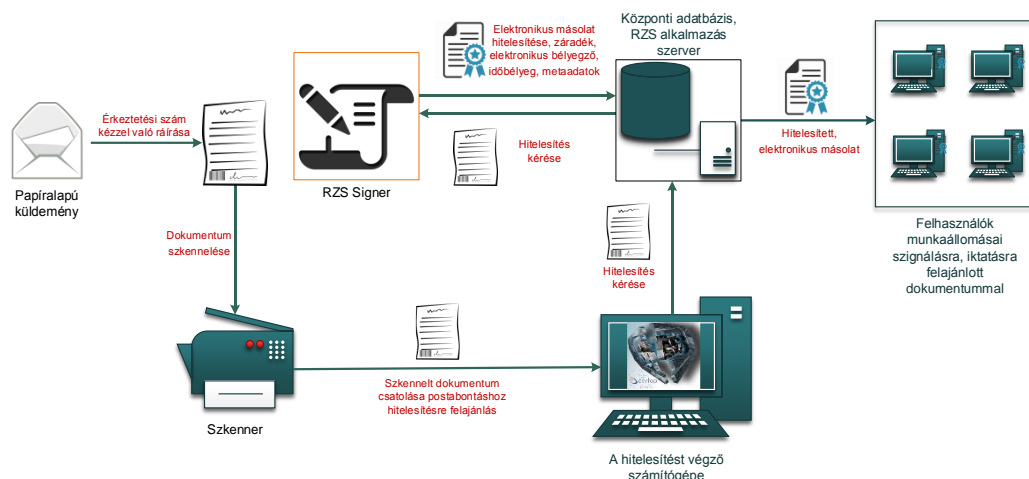 Elektronikus másolat
hitelesítése, záradék,
elektronikus bélyegző,
időbélyeg, metaadatok
Központi adatbázis,
RZS alkalmazás
szerver
Érkeztetési szám
kézzel való ráírása
Papíralapú
küldemény
RZS Signer
Hitelesítés
kérése
Hitelesített,
elektronikus másolat
Felhasználók
munkaállomásai
szignálásra, iktatásra
felajánlott
dokumentummal
Dokumentum
szkennelése
Hitelesítés
kérése
Szkennelt dokumentum
csatolása postabontáshoz
hitelesítésre felajánlás
Szkenner
A hitelesítést végző
számítógépe